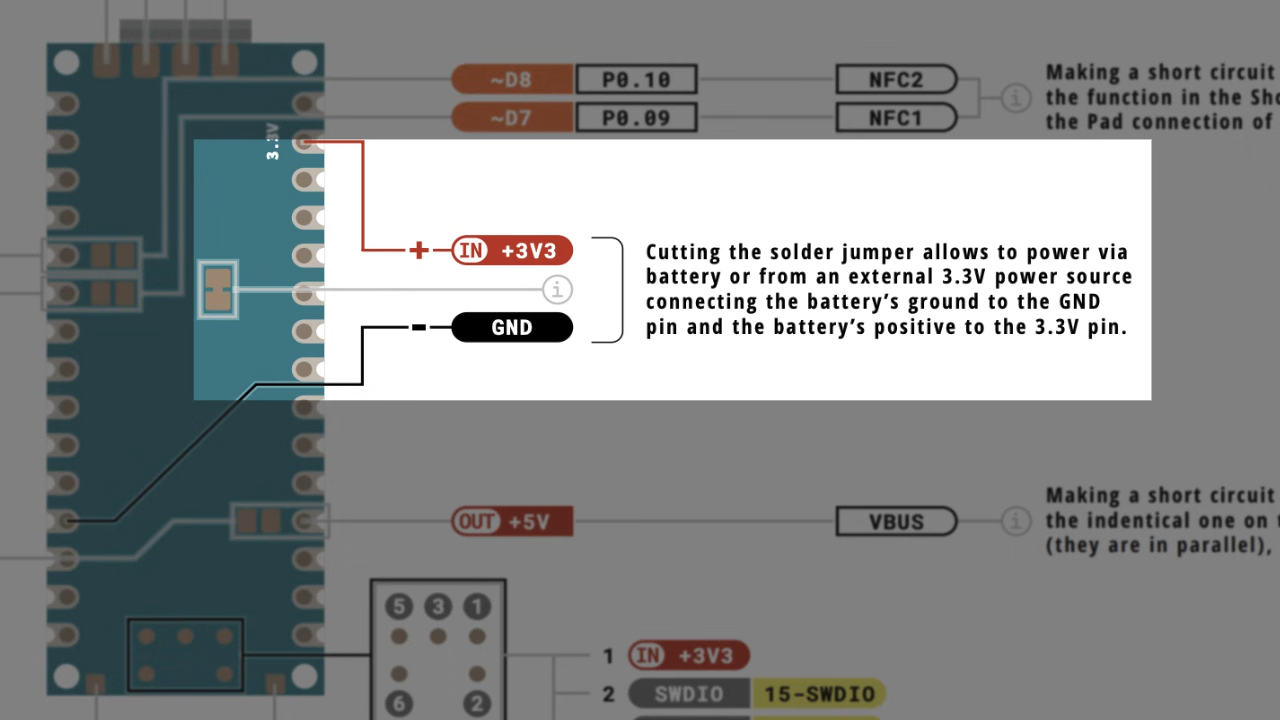 ~D8 P0.10 NFC2
~D7 P0.09 NFC1
Making a short circuit
the function in the Sho
the Pad connection of
3.3V
+ IN +3V3
i
- GND
Cutting the solder jumper allows to power via
battery or from an external 3.3V power source
connecting the battery’s ground to the GND
pin and the battery’s positive to the 3.3V pin.
OUT +5V VBUS i
Making a short circuit
the indentical one on t
(they are in parallel),
5 3 1
6 2
1 IN +3V3
2 SWDIO 15-SWDIO